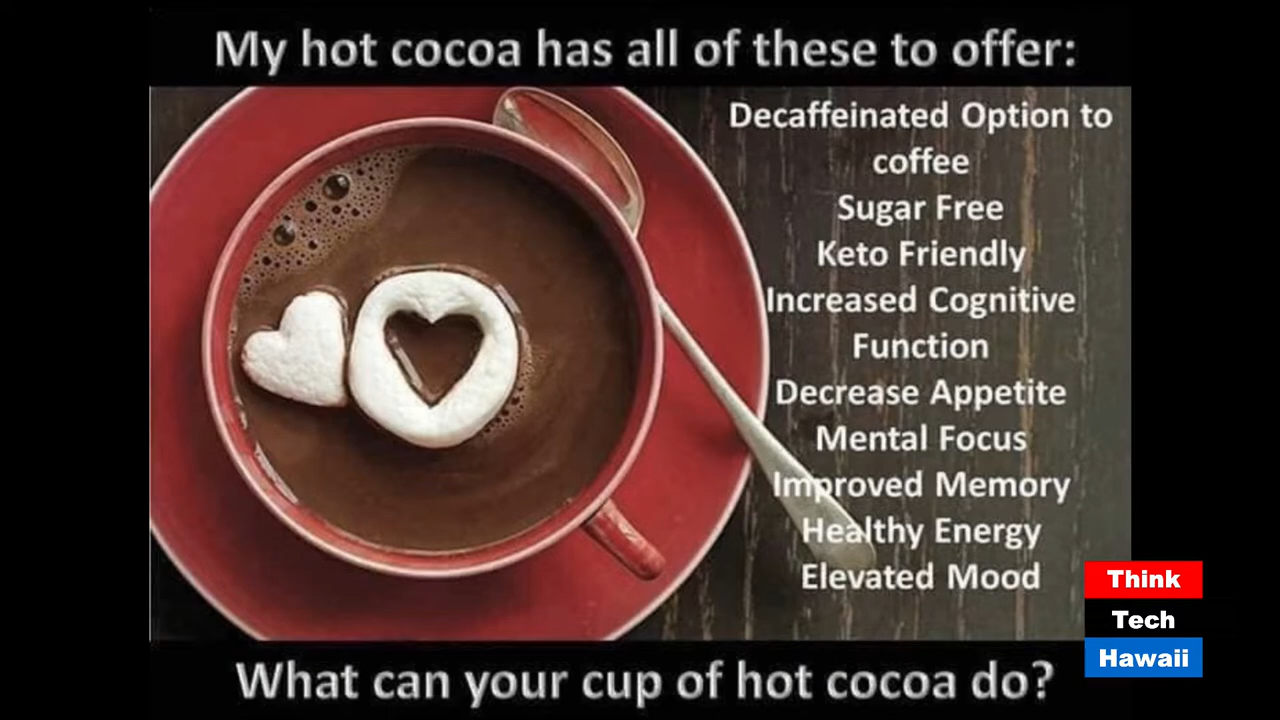 My hot cocoa has all of these to offer:
Decaffeinated Option to
coffee
Sugar Free
Keto Friendly
Increased Cognitive
Function
Decrease Appetite
Mental Focus
Improved Memory
Healthy Energy
Elevated Mood
Think
Tech
Hawaii
What can your cup of hot cocoa do?